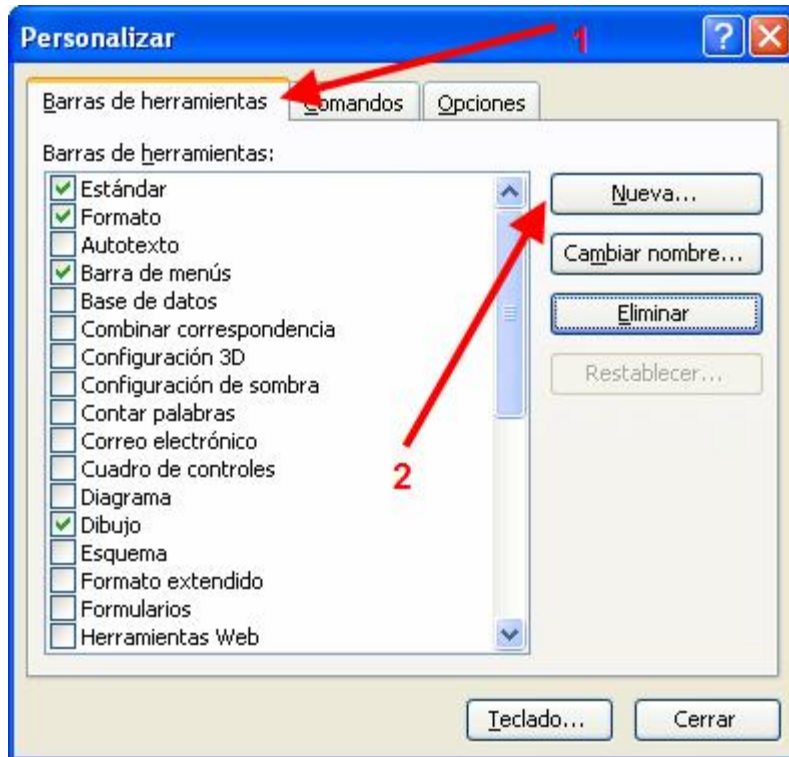 Personalizar
1
?
X
Barras de herramientas
Comandos
Opciones
Barras de herramientas:
Estándar
Formato
Autotexto
Barra de menús
Base de datos
Combinar correspondencia
Configuración 3D
Configuración de sombra
Contar palabras
Correo electrónico
Cuadro de controles
Diagrama
Dibujo
Esquema
Formato extendido
Formularios
Herramientas Web
Nueva...
Cambiar nombre...
Eliminar
Restablecer...
2
Teclado...
Cerrar